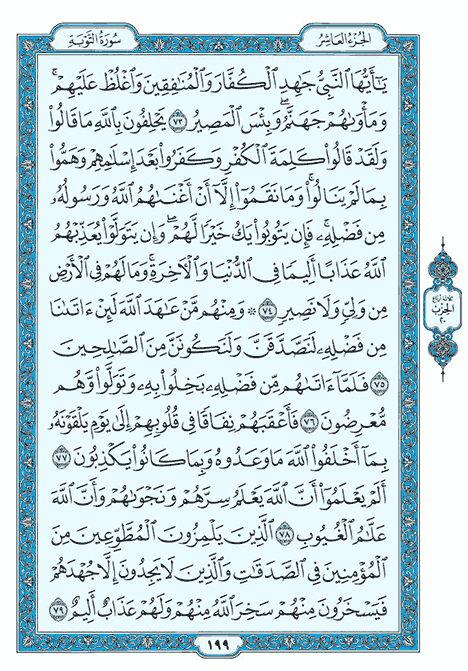 الجزء العاشر
سورة التوبة
يَٰٓأَيُّهَا ٱلنَّبِيُّ جَٰهِدِ ٱلْكُفَّارَ وَٱلْمُنَٰفِقِينَ وَٱغْلُظْ عَلَيْهِمْ ۚ
وَمَأْوَىٰهُمْ جَهَنَّمُ ۖ وَبِئْسَ ٱلْمَصِيرُ ٧٣ يَحْلِفُونَ بِٱللَّهِ مَا قَالُوا۟
وَلَقَدْ قَالُوا۟ كَلِمَةَ ٱلْكُفْرِ وَكَفَرُوا۟ بَعْدَ إِسْلَٰمِهِمْ وَهَمُّوا۟
بِمَا لَمْ يَنَالُوا۟ ۚ وَمَا نَقَمُوٓا۟ إِلَّآ أَنْ أَغْنَىٰهُمُ ٱللَّهُ وَرَسُولُهُۥ
مِن فَضْلِهِۦ ۚ فَإِن يَتُوبُوا۟ يَكُ خَيْرًا لَّهُمْ ۖ وَإِن يَتَوَلَّوْا۟ يُعَذِّبْهُمُ
ٱللَّهُ عَذَابًا أَلِيمًا فِى ٱلدُّنْيَا وَٱلْءَاخِرَةِ ۚ وَمَا لَهُمْ فِى ٱلْأَرْضِ
مِن وَلِىٍّ وَلَا نَصِيرٍ ٧٤ ۞ وَمِنْهُم مَّنْ عَٰهَدَ ٱللَّهَ لَئِنْ ءَاتَىٰنَا
مِن فَضْلِهِۦ لَنَصَّدَّقَنَّ وَلَنَكُونَنَّ مِنَ ٱلصَّٰلِحِينَ
٧٥ فَلَمَّآ ءَاتَىٰهُم مِّن فَضْلِهِۦ بَخِلُوا۟ بِهِۦ وَتَوَلَّوا۟ وَّهُم
مُّعْرِضُونَ ٧٦ فَأَعْقَبَهُمْ نِفَاقًا فِى قُلُوبِهِمْ إِلَىٰ يَوْمِ يَلْقَوْنَهُۥ
بِمَآ أَخْلَفُوا۟ ٱللَّهَ مَا وَعَدُوهُ وَبِمَا كَانُوا۟ يَكْذِبُونَ ٧٧
أَلَمْ يَعْلَمُوٓا۟ أَنَّ ٱللَّهَ يَعْلَمُ سِرَّهُمْ وَنَجْوَىٰهُمْ وَأَنَّ ٱللَّهَ
عَلَّٰمُ ٱلْغُيُوبِ ٧٨ ٱلَّذِينَ يَلْمِزُونَ ٱلْمُطَّوِّعِينَ مِنَ
ٱلْمُؤْمِنِينَ فِى ٱلصَّدَقَٰتِ وَٱلَّذِينَ لَا يَجِدُونَ إِلَّا جُهْدَهُمْ
فَيَسْخَرُونَ مِنْهُمْ ۙ سَخِرَ ٱللَّهُ مِنْهُمْ وَلَهُمْ عَذَابٌ أَلِيمٌ ٧٩
الحزب
٢٠
١٩٩